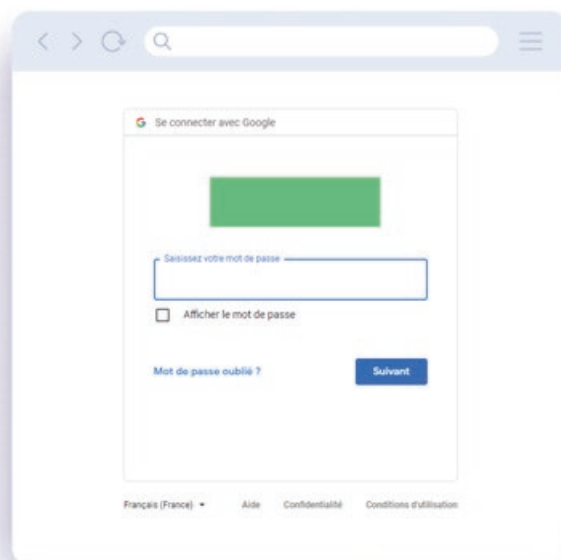 Se connecter avec Google
Saisissez votre mot de passe
Afficher le mot de passe
Mot de passe oublié ?
Suivant
Français (France)
Aide
Confidentialité
Conditions d'utilisation